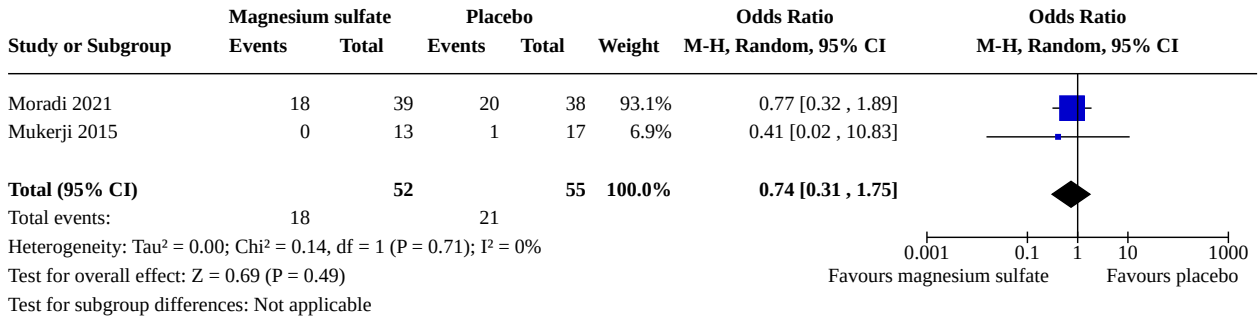 Magnesium sulfate Placebo Odds Ratio Odds Ratio
Study or Subgroup Events Total Events Total Weight M-H, Random, 95% CI M-H, Random, 95% CI
Moradi 2021 18 39 20 38 93.1% 0.77 [0.32 , 1.89]
Mukerji 2015 0 13 1 17 6.9% 0.41 [0.02 , 10.83]
Total (95% CI) 52 55 100.0% 0.74 [0.31 , 1.75]
Total events: 18 21
Heterogeneity: Tau² = 0.00; Chi² = 0.14, df = 1 (P = 0.71); I² = 0%
0.001 0.1 1 10 1000
Test for overall effect: Z = 0.69 (P = 0.49) Favours magnesium sulfate Favours placebo
Test for subgroup differences: Not applicable